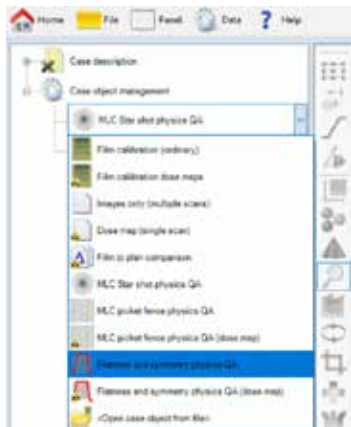 Home File Panel Data ? Help
Case description
Case object management
MLC Star shot physics QA
Film calibration (ordinary)
Film calibration dose maps
Images only (multiple scans)
Dose map (single scan)
Film to plan comparison
MLC Star shot physics QA
MLC picket fence physics QA
MLC picket fence physics QA (dose map)
Flatness and symmetry physics QA
Flatness and symmetry physics QA (dose map)
<Open case object from file>